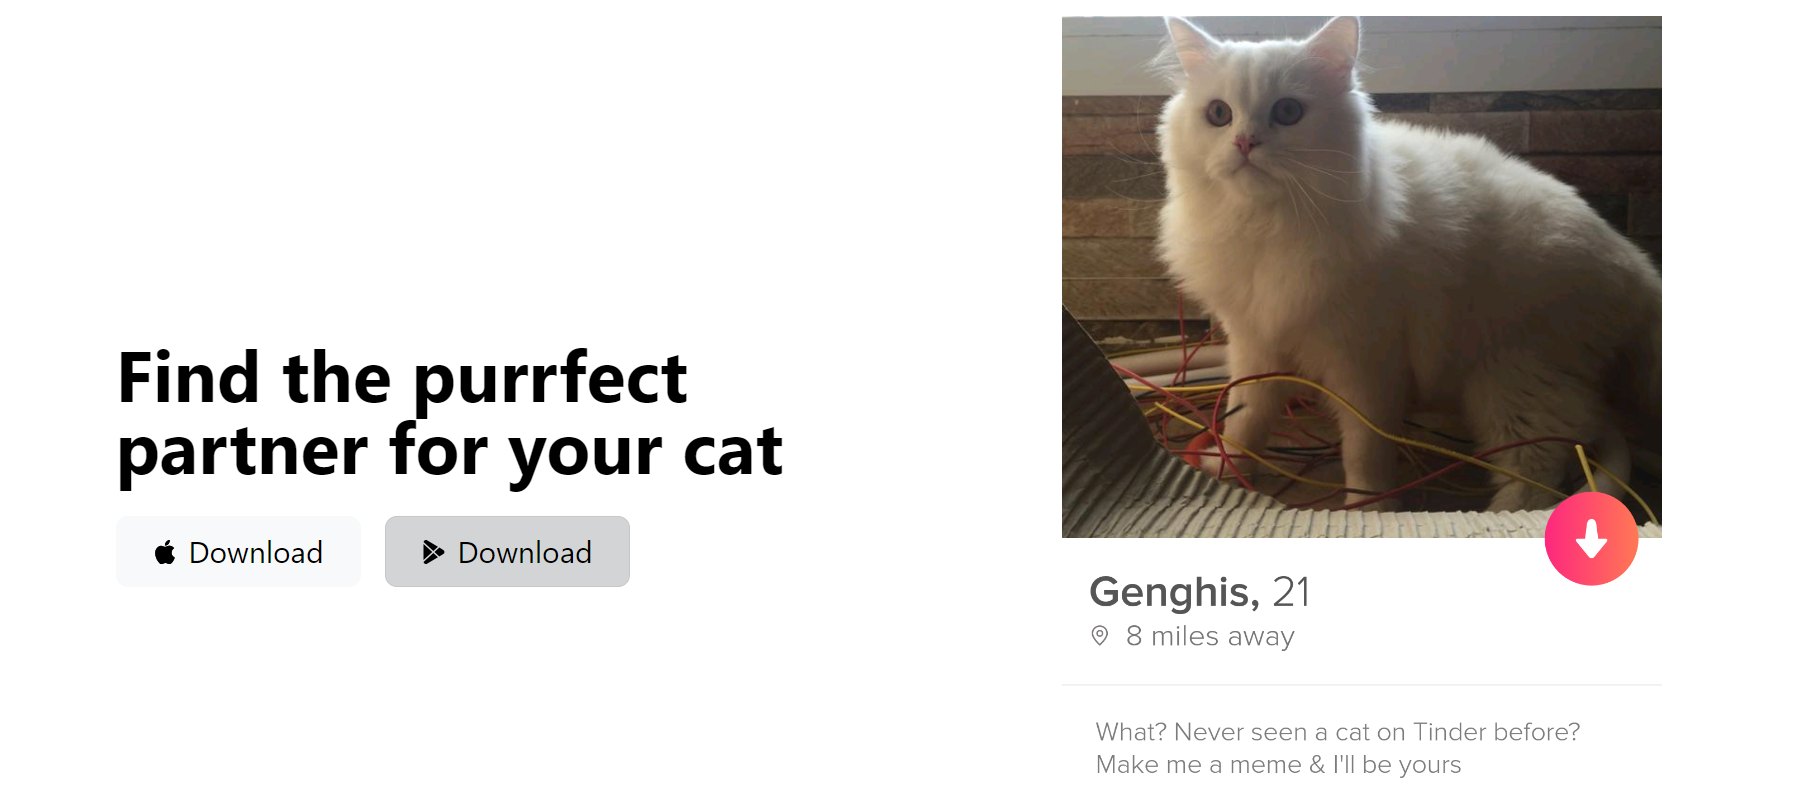 Find the purrfect
partner for your cat
Download
Download
Genghis, 21
8 miles away
What? Never seen a cat on Tinder before?
Make me a meme & I'll be yours